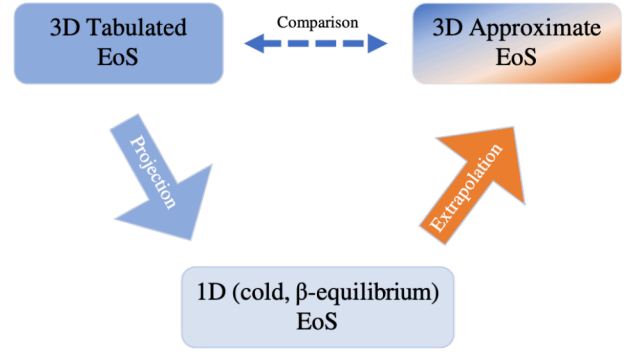 3D Tabulated
EoS
Comparison
3D Approximate
EoS
Projection
Extrapolation
1D (cold, β-equilibrium)
EoS